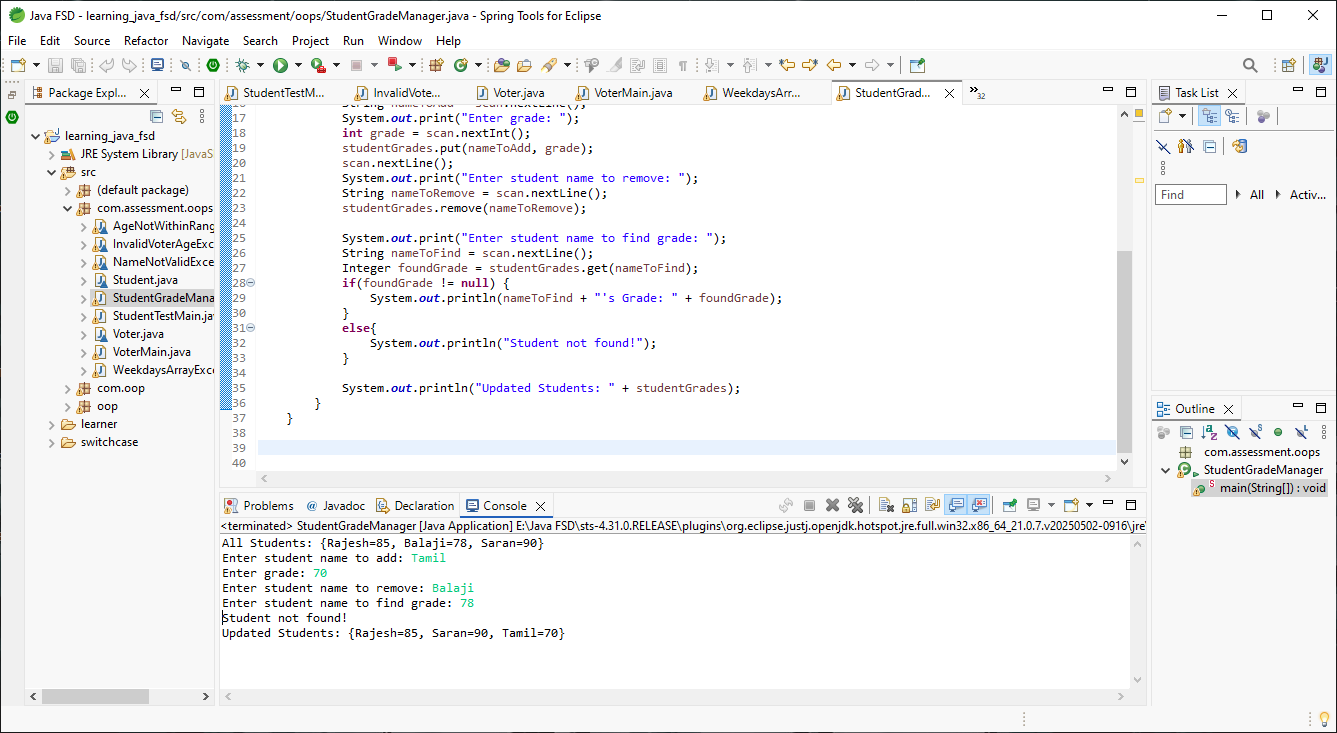 Java FSD - learning_java_fsd/src/com/assessment/oops/StudentGradeManager.java - Spring Tools for Eclipse
File Edit Source Refactor Navigate Search Project Run Window Help
Package Expl...
learning_java_fsd
JRE System Library [JavaS
src
(default package)
com.assessment.oops
AgeNotWithinRang
InvalidVoterAgeExc
NameNotValidExce
Student.java
StudentGradeMana
StudentTestMain.ja
Voter.java
VoterMain.java
WeekdaysArrayExc
com.oop
oop
learner
switchcase
StudentTestM... InvalidVote... Voter.java VoterMain.java WeekdaysArr... StudentGrad... »32
16 String nameToAdd = scan.nextLine();
17 System.out.print("Enter grade: ");
18 int grade = scan.nextInt();
19 studentGrades.put(nameToAdd, grade);
20 scan.nextLine();
21 System.out.print("Enter student name to remove: ");
22 String nameToRemove = scan.nextLine();
23 studentGrades.remove(nameToRemove);
24
25 System.out.print("Enter student name to find grade: ");
26 String nameToFind = scan.nextLine();
27 Integer foundGrade = studentGrades.get(nameToFind);
28 if(foundGrade != null) {
29 System.out.println(nameToFind + "'s Grade: " + foundGrade);
30 }
31 else{
32 System.out.println("Student not found!");
33 }
34
35 System.out.println("Updated Students: " + studentGrades);
36 }
37 }
38
39
40
Problems @ Javadoc Declaration Console
<terminated> StudentGradeManager [Java Application] E:\Java FSD\sts-4.31.0.RELEASE\plugins\org.eclipse.justj.openjdk.hotspot.jre.full.win32.x86_64_21.0.7.v20250502-0916\jre\
All Students: {Rajesh=85, Balaji=78, Saran=90}
Enter student name to add: Tamil
Enter grade: 70
Enter student name to remove: Balaji
Enter student name to find grade: 78
Student not found!
Updated Students: {Rajesh=85, Saran=90, Tamil=70}
Task List
Find All Activ...
Outline
com.assessment.oops
StudentGradeManager
main(String[]) : void